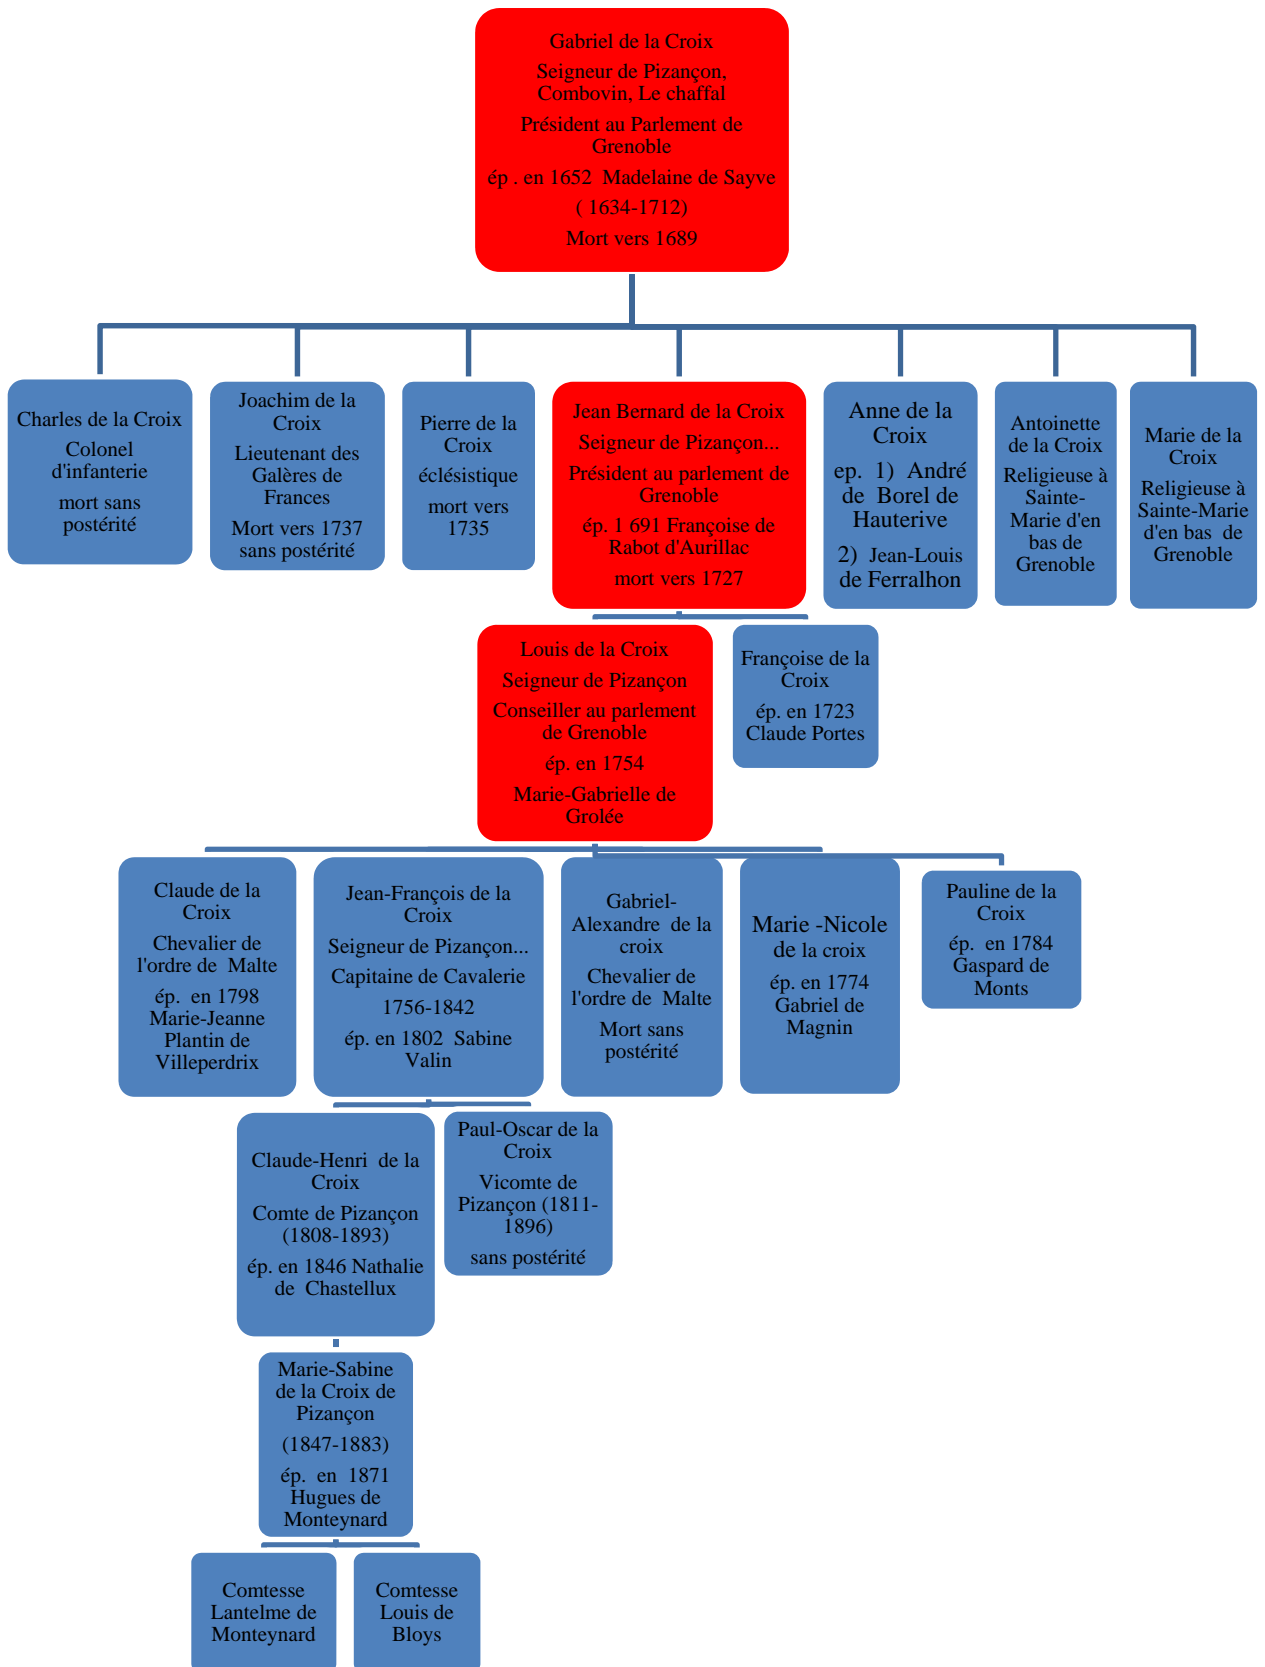 Gabriel de la Croix
Seigneur de Pizançon,
Combovin, Le chaffal
Président au Parlement de
Grenoble
ép . en 1652 Madelaine de Sayve
( 1634-1712)
Mort vers 1689
Charles de la Croix
Colonel
d'infanterie
mort sans
postérité
Joachim de la
Croix
Lieutenant des
Galères de
Frances
Mort vers 1737
sans postérité
Pierre de la
Croix
éclésistique
mort vers
1735
Jean Bernard de la Croix
Seigneur de Pizançon...
Président au parlement de
Grenoble
ép. 1 691 Françoise de
Rabot d'Aurillac
mort vers 1727
Anne de la
Croix
ep. 1) André
de Borel de
Hauterive
2) Jean-Louis
de Ferralhon
Antoinette
de la Croix
Religieuse à
Sainte-
Marie d'en
bas de
Grenoble
Marie de la
Croix
Religieuse à
Sainte-Marie
d'en bas de
Grenoble
Louis de la Croix
Seigneur de Pizançon
Conseiller au parlement
de Grenoble
ép. en 1754
Marie-Gabrielle de
Grolée
Françoise de la
Croix
ép. en 1723
Claude Portes
Claude de la
Croix
Chevalier de
l'ordre de Malte
ép. en 1798
Marie-Jeanne
Plantin de
Villeperdrix
Jean-François de la
Croix
Seigneur de Pizançon...
Capitaine de Cavalerie
1756-1842
ép. en 1802 Sabine
Valin
Gabriel-
Alexandre de la
croix
Chevalier de
l'ordre de Malte
Mort sans
postérité
Marie -Nicole
de la croix
ép. en 1774
Gabriel de
Magnin
Pauline de la
Croix
ép. en 1784
Gaspard de
Monts
Claude-Henri de la
Croix
Comte de Pizançon
(1808-1893)
ép. en 1846 Nathalie
de Chastellux
Paul-Oscar de la
Croix
Vicomte de
Pizançon (1811-
1896)
sans postérité
Marie-Sabine
de la Croix de
Pizançon
(1847-1883)
ép. en 1871
Hugues de
Monteynard
Comtesse
Lantelme de
Monteynard
Comtesse
Louis de
Bloys